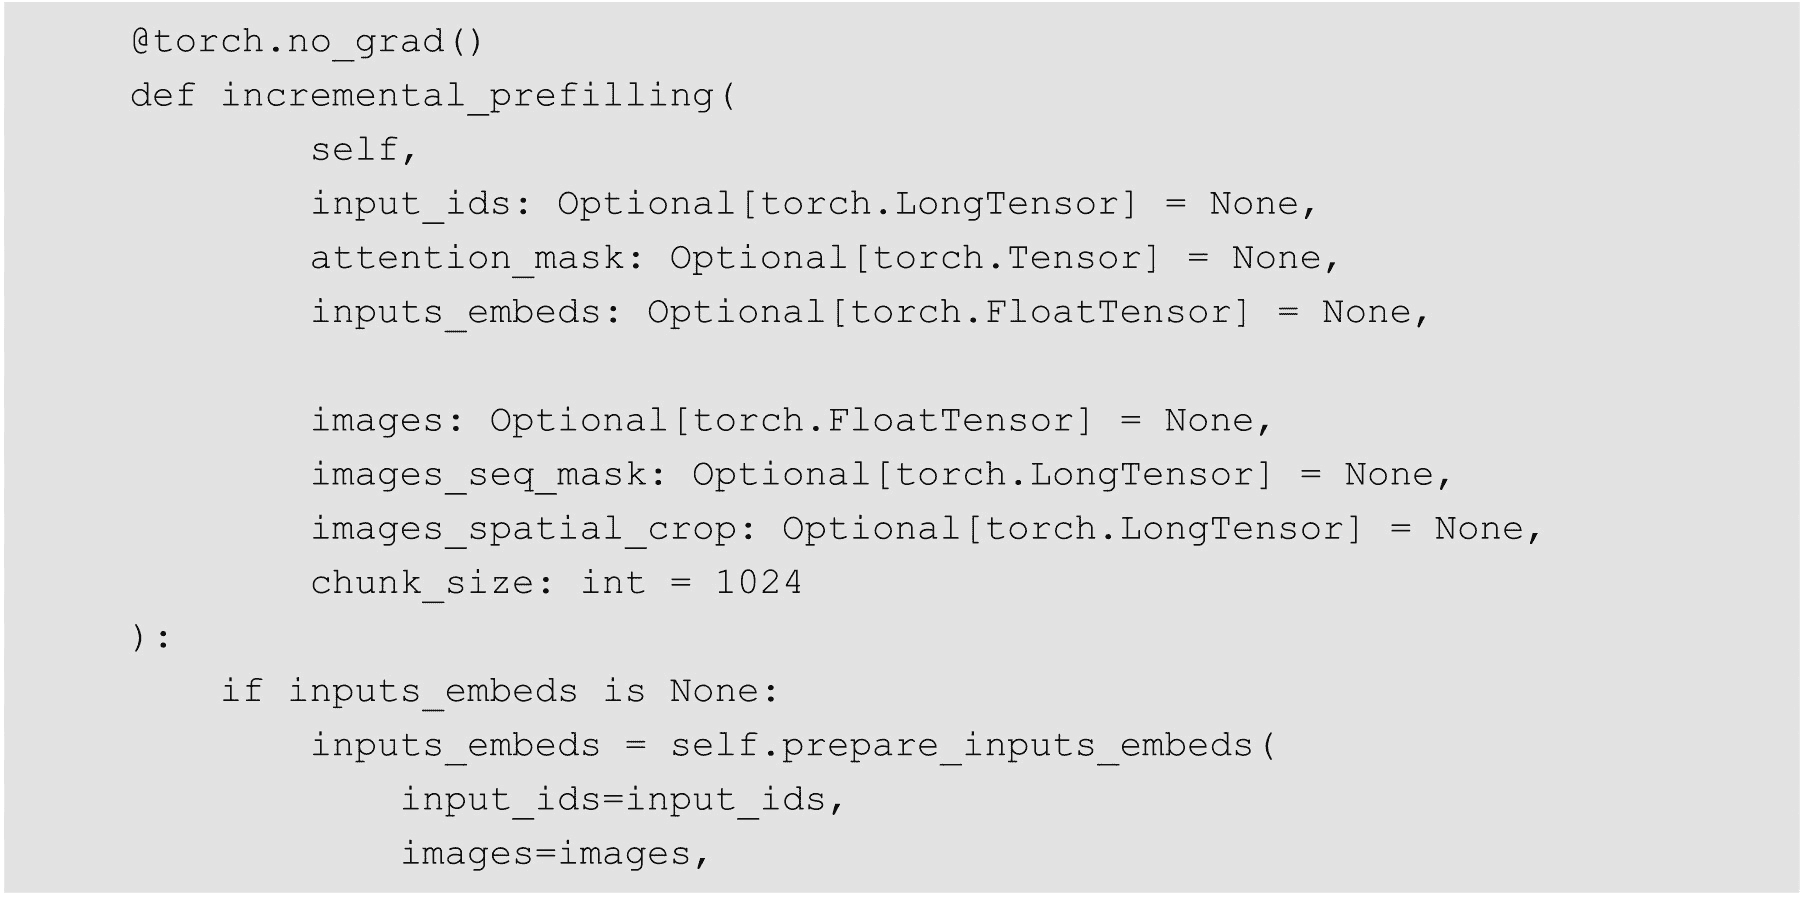 @torch.no_grad()
def incremental_prefilling(
        self,
        input_ids: Optional[torch.LongTensor] = None,
        attention_mask: Optional[torch.Tensor] = None,
        inputs_embeds: Optional[torch.FloatTensor] = None,

        images: Optional[torch.FloatTensor] = None,
        images_seq_mask: Optional[torch.LongTensor] = None,
        images_spatial_crop: Optional[torch.LongTensor] = None,
        chunk_size: int = 1024
):
    if inputs_embeds is None:
        inputs_embeds = self.prepare_inputs_embeds(
            input_ids=input_ids,
            images=images,